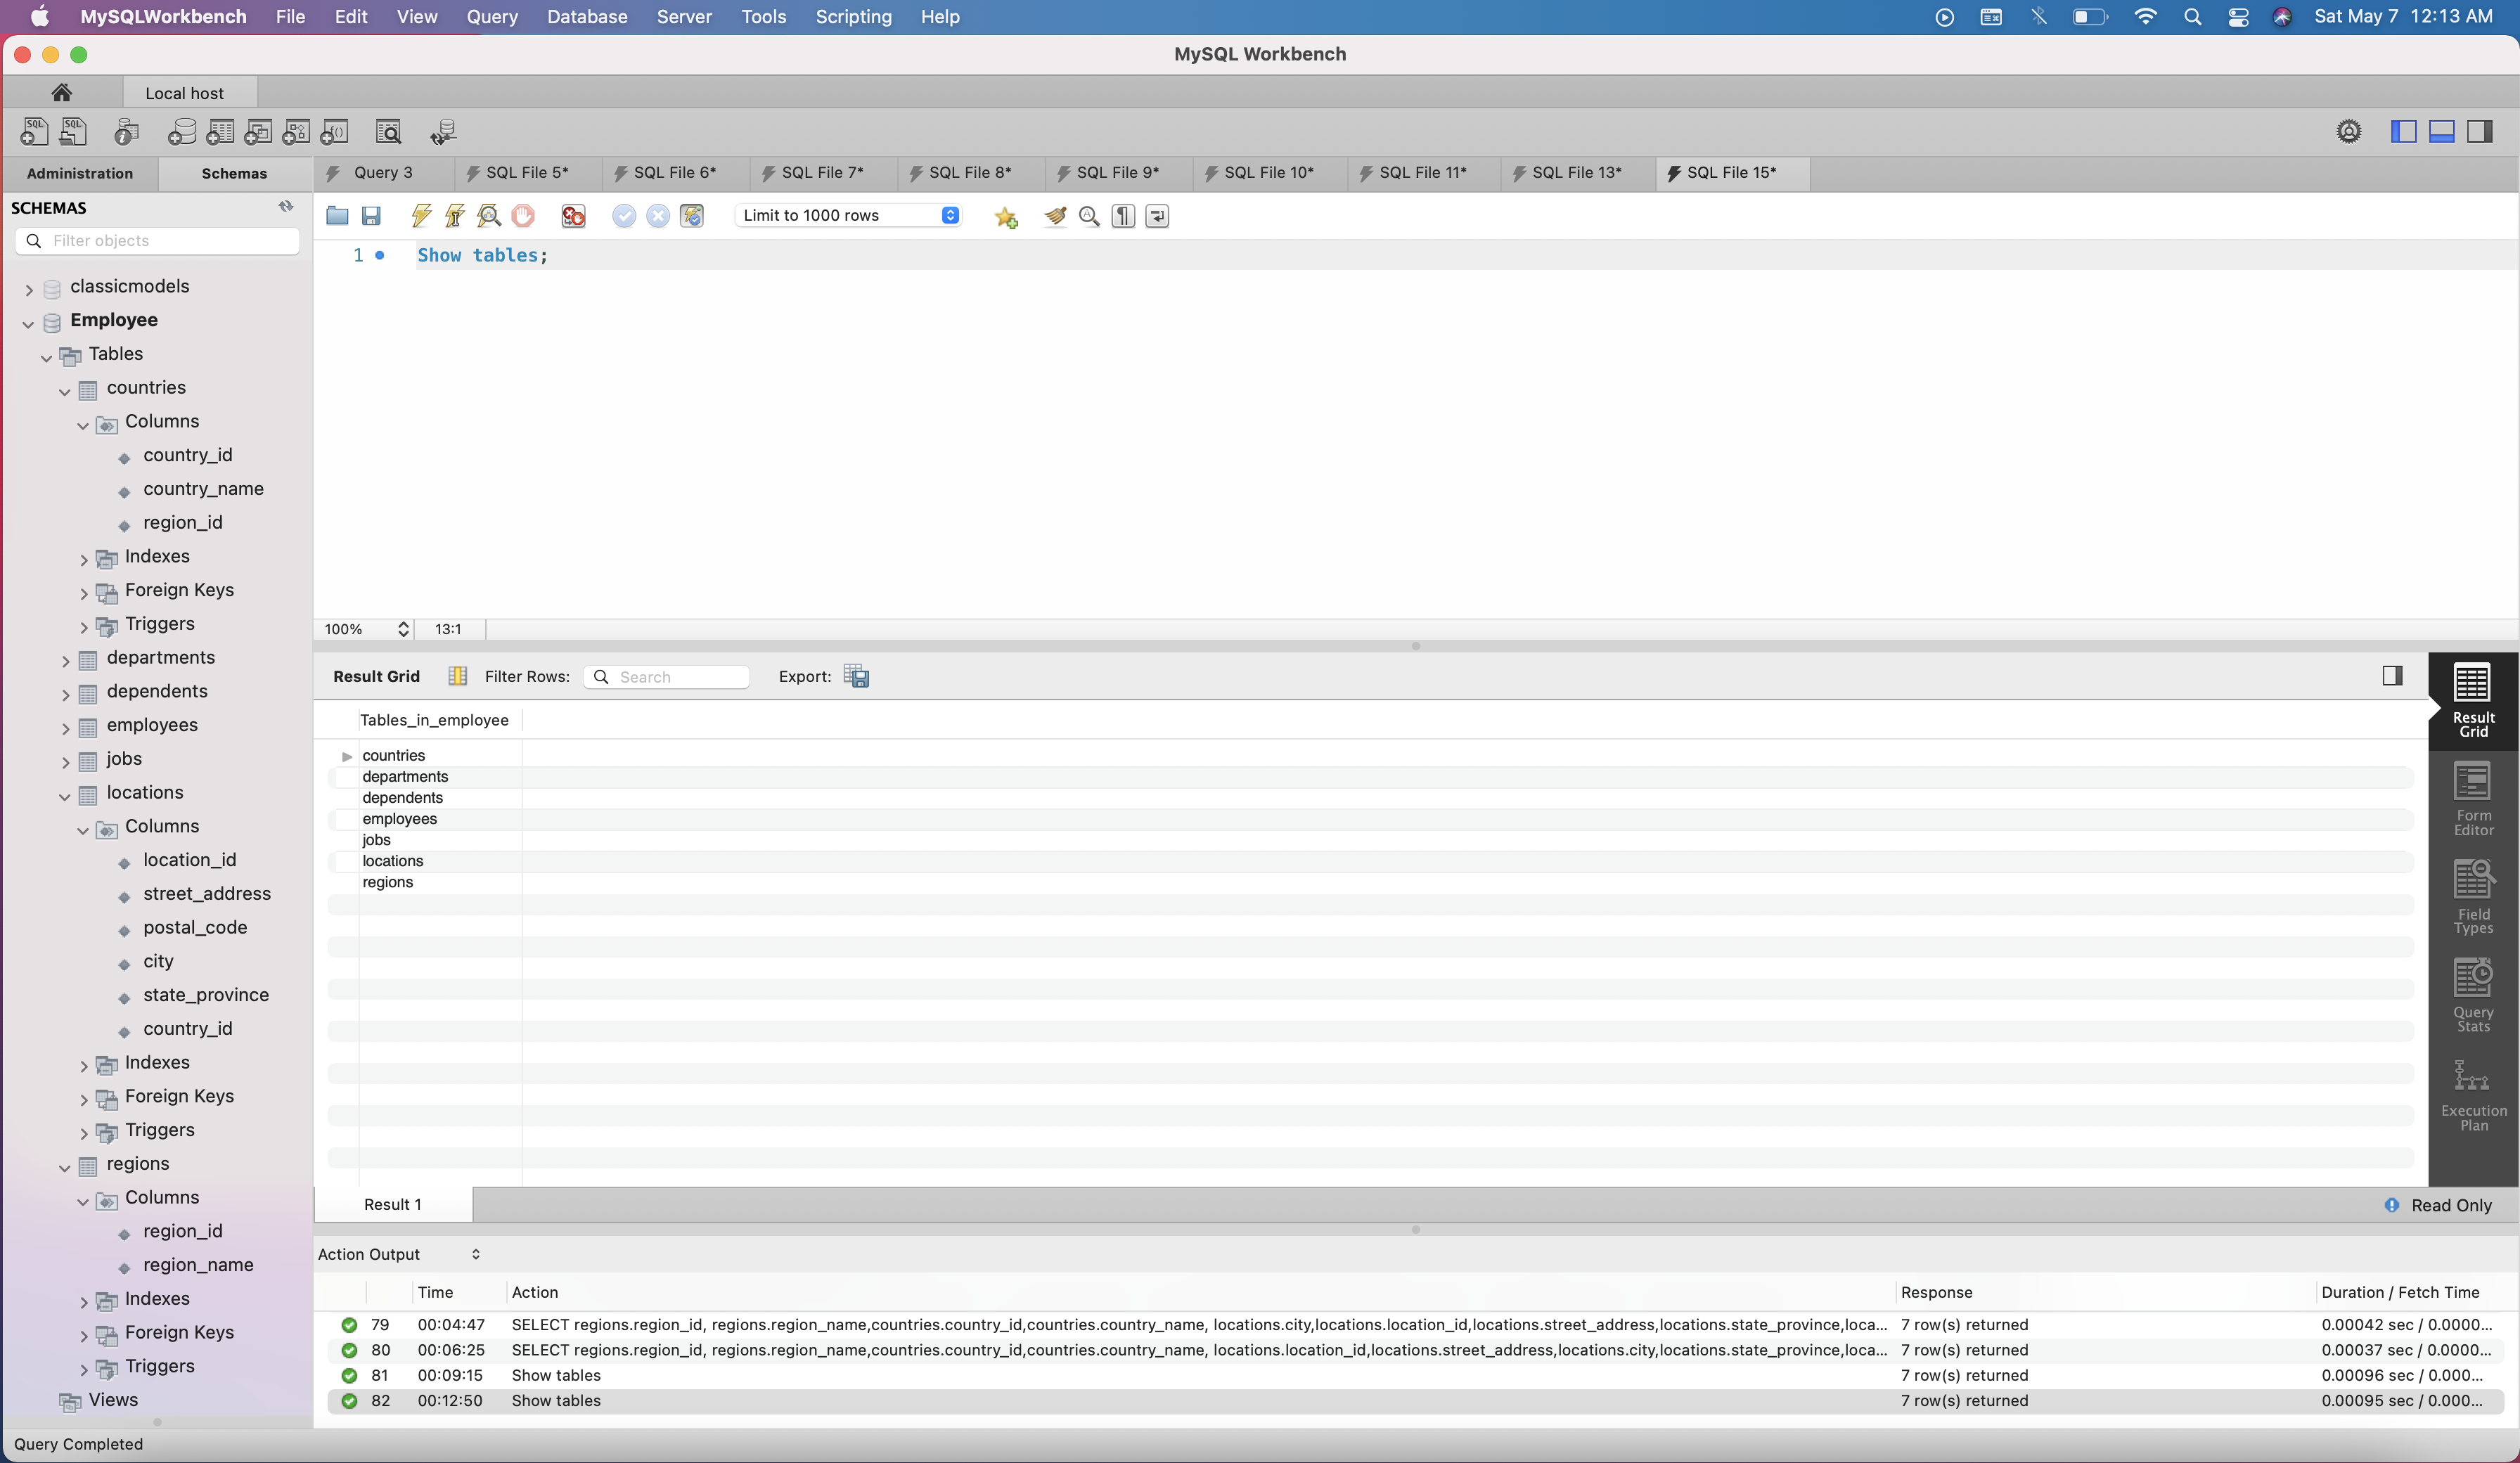 MySQLWorkbench File Edit View Query Database Server Tools Scripting Help Sat May 7 12:13 AM
MySQL Workbench
Local host
Administration Schemas Query 3 SQL File 5* SQL File 6* SQL File 7* SQL File 8* SQL File 9* SQL File 10* SQL File 11* SQL File 13* SQL File 15*
SCHEMAS
Filter objects
Limit to 1000 rows
1 Show tables;
classicmodels
Employee
Tables
countries
Columns
country_id
country_name
region_id
Indexes
Foreign Keys
Triggers
departments
dependents
employees
jobs
locations
Columns
location_id
street_address
postal_code
city
state_province
country_id
Indexes
Foreign Keys
Triggers
regions
Columns
region_id
region_name
Indexes
Foreign Keys
Triggers
Views
100% 13:1
Result Grid Filter Rows: Search Export:
Tables_in_employee
countries
departments
dependents
employees
jobs
locations
regions
Result
Grid
Form
Editor
Field
Types
Query
Stats
Execution
Plan
Result 1 Read Only
Action Output
Time Action Response Duration / Fetch Time
79 00:04:47 SELECT regions.region_id, regions.region_name,countries.country_id,countries.country_name, locations.city,locations.location_id,locations.street_address,locations.state_province,loca... 7 row(s) returned 0.00042 sec / 0.0000...
80 00:06:25 SELECT regions.region_id, regions.region_name,countries.country_id,countries.country_name, locations.location_id,locations.street_address,locations.city,locations.state_province,loca... 7 row(s) returned 0.00037 sec / 0.0000...
81 00:09:15 Show tables 7 row(s) returned 0.00096 sec / 0.000...
82 00:12:50 Show tables 7 row(s) returned 0.00095 sec / 0.000...
Query Completed